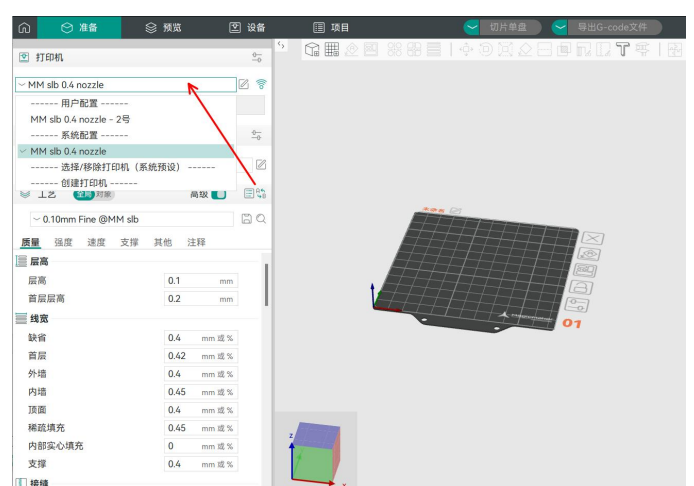 准备
预览
设备
项目
切片单盘
导出G-code文件
打印机
MM slb 0.4 nozzle
------ 用户配置 ------
MM slb 0.4 nozzle - 2号
------ 系统配置 ------
MM slb 0.4 nozzle
------ 选择/移除打印机（系统预设） ------
------ 创建打印机 ------
工艺 全局 对象 高级
0.10mm Fine @MM slb
质量 强度 速度 支撑 其他 注释
层高
层高 0.1 mm
首层层高 0.2 mm
线宽
缺省 0.4 mm 或 %
首层 0.42 mm 或 %
外墙 0.4 mm 或 %
内墙 0.45 mm 或 %
顶面 0.4 mm 或 %
稀疏填充 0.45 mm 或 %
内部实心填充 0 mm 或 %
支撑 0.4 mm 或 %
接缝
未命名
01
z
x